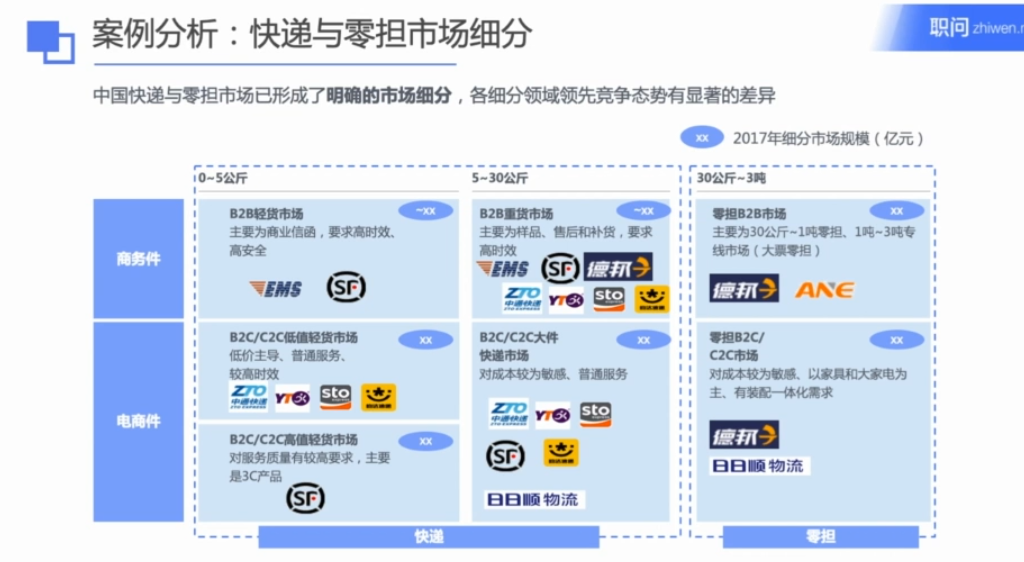 案例分析：快递与零担市场细分
职问 zhiwen.
中国快递与零担市场已形成了明确的市场细分，各细分领域领先竞争态势有显著的差异
xx 2017年细分市场规模（亿元）
0~5公斤
5~30公斤
30公斤~3吨
商务件
B2B轻货市场
~xx
主要为商业信函，要求高时效、
高安全
EMS
SF
B2B重货市场
~xx
主要为样品、售后和补货，要求
高时效
EMS
SF
德邦
ZTO
中通快递
ZTO EXPRESS
YTO
sto
零担B2B市场
xx
主要为30公斤~1吨零担、1吨~3吨专
线市场（大票零担）
德邦
ANE
电商件
B2C/C2C低值轻货市场
xx
低价主导、普通服务、
较高时效
ZTO
中通快递
ZTO EXPRESS
YTO
sto
B2C/C2C高值轻货市场
xx
对服务质量有较高要求，主要
是3C产品
SF
B2C/C2C大件
xx
快递市场
对成本较为敏感、普通服务
ZTO
中通快递
ZTO EXPRESS
YTO
sto
SF
日日顺物流
零担B2C/
xx
C2C市场
对成本较为敏感、以家具和大家电为
主、有装配一体化需求
德邦
日日顺物流
快递
零担